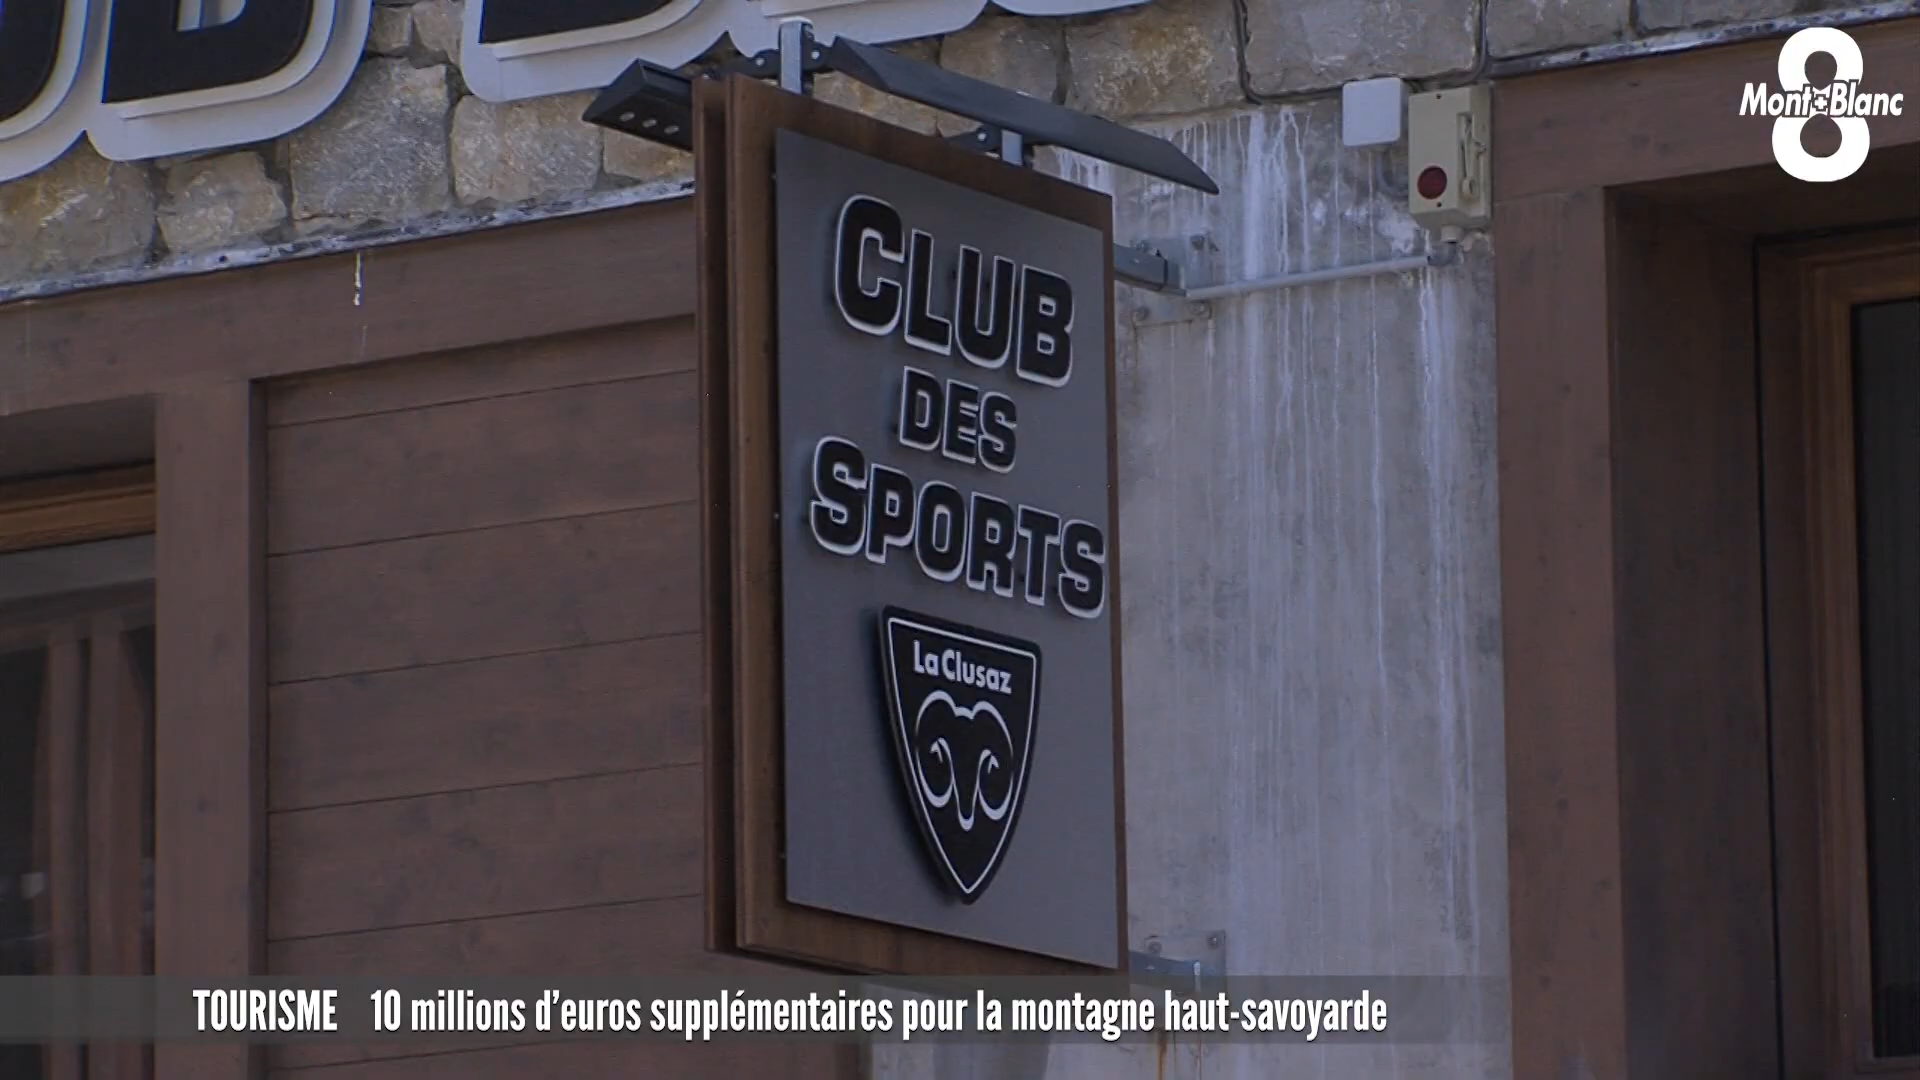 8
Mont Blanc
CLUB
DES
SPORTS
La Clusaz
TOURISME 10 millions d'euros supplémentaires pour la montagne haut-savoyarde